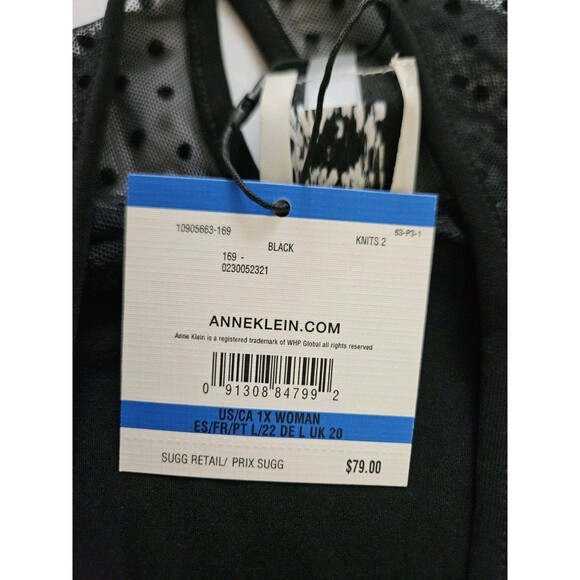 10905663-169
BLACK
KNITS 2
63-P3-1
169 -
0230052321
ANNEKLEIN.COM
Anne Klein is a registered trademark of WHP Global all rights reserved
0 91308 84799 2
US/CA 1X WOMAN
ES/FR/PT L/22 DE L UK 20
SUGG RETAIL/ PRIX SUGG
$79.00